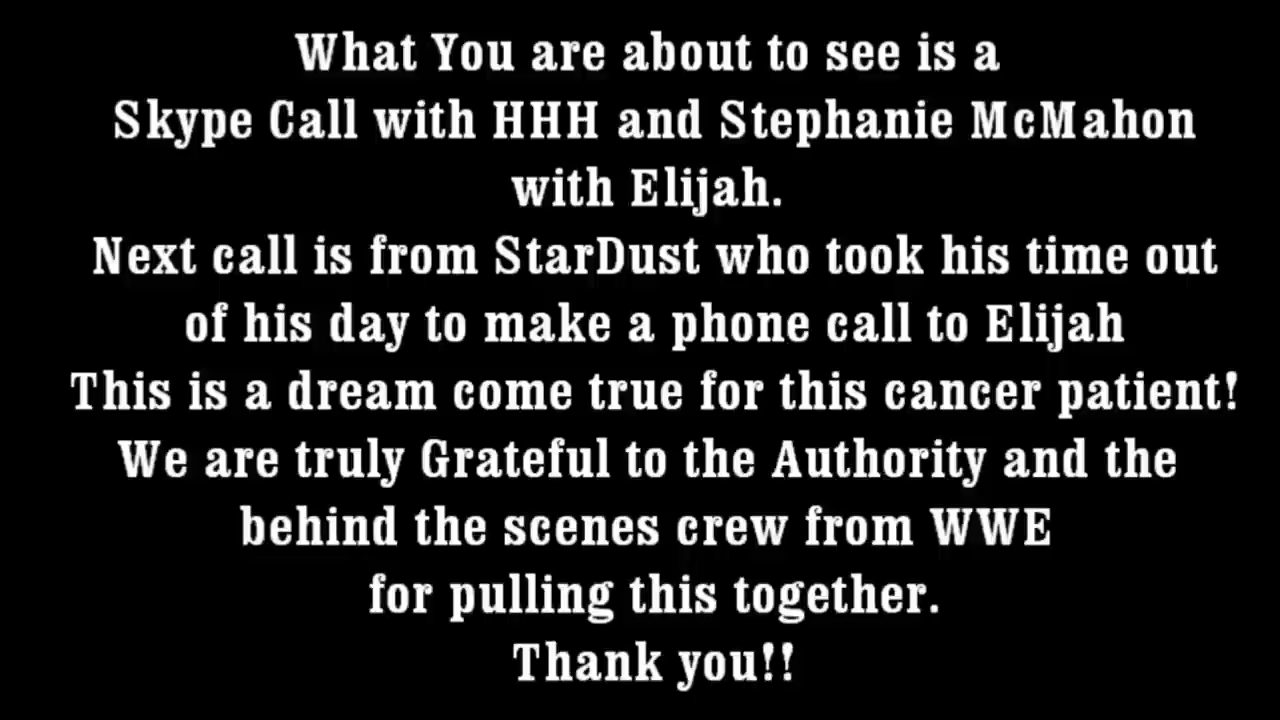 What You are about to see is a
Skype Call with HHH and Stephanie McMahon
with Elijah.
Next call is from StarDust who took his time out
of his day to make a phone call to Elijah
This is a dream come true for this cancer patient!
We are truly Grateful to the Authority and the
behind the scenes crew from WWE
for pulling this together.
Thank you!!